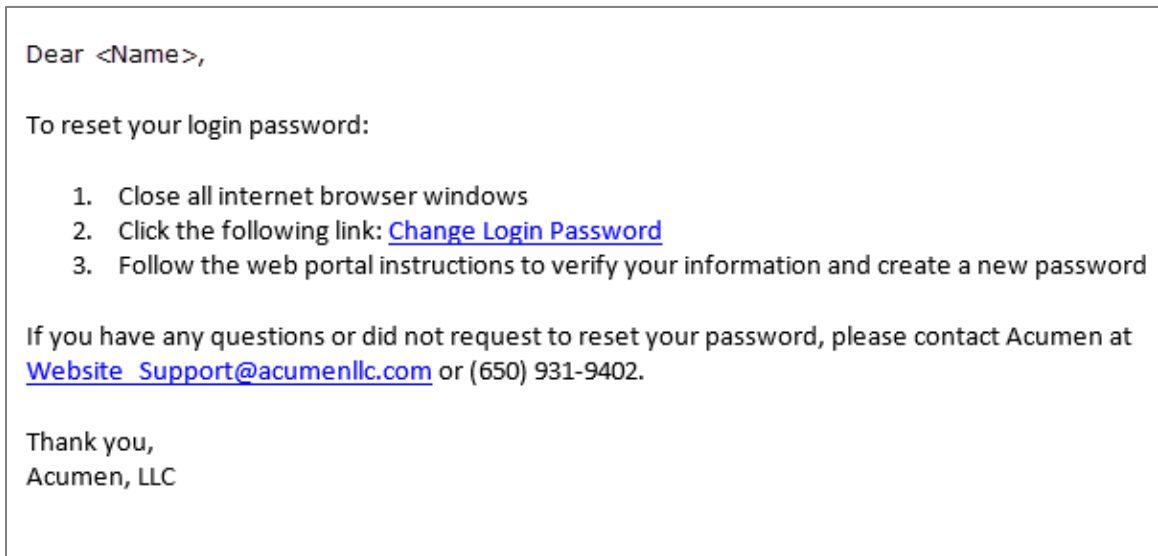 Dear <Name>,
To reset your login password:
1. Close all internet browser windows
2. Click the following link: Change Login Password
3. Follow the web portal instructions to verify your information and create a new password
If you have any questions or did not request to reset your password, please contact Acumen at
Website_Support@acumenllc.com or (650) 931-9402.
Thank you,
Acumen, LLC